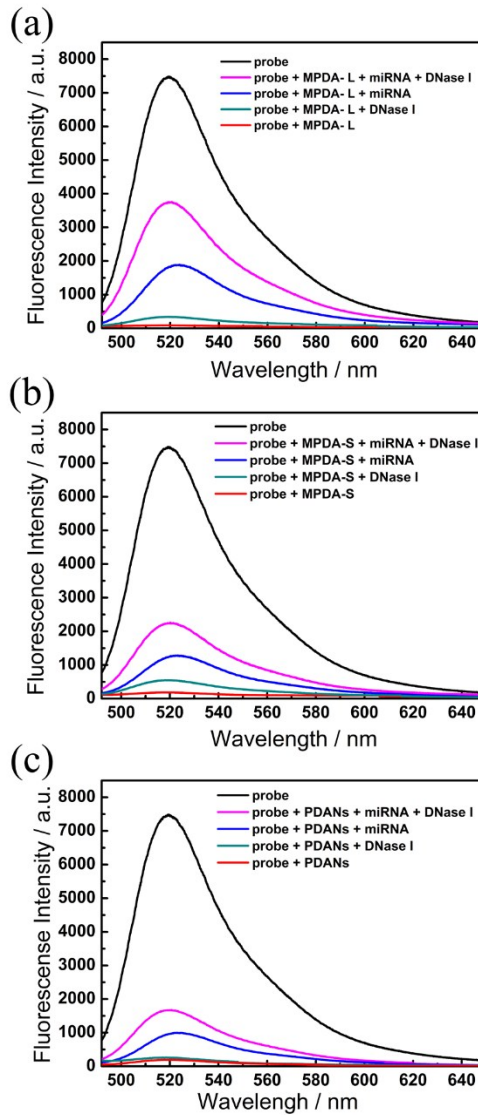 (a)
8000
7000
6000
5000
4000
3000
2000
1000
0
Fluorescence Intensity / a.u.
probe
probe + MPDA- L + miRNA + DNase I
probe + MPDA- L + miRNA
probe + MPDA- L + DNase I
probe + MPDA- L
500 520 540 560 580 600 620 640
Wavelength / nm
(b)
8000
7000
6000
5000
4000
3000
2000
1000
0
Fluorescence Intensity / a.u.
probe
probe + MPDA-S + miRNA + DNase I
probe + MPDA-S + miRNA
probe + MPDA-S + DNase I
probe + MPDA-S
500 520 540 560 580 600 620 640
Wavelength / nm
(c)
8000
7000
6000
5000
4000
3000
2000
1000
0
Fluorescense Intensity / a.u.
probe
probe + PDANs + miRNA + DNase I
probe + PDANs + miRNA
probe + PDANs + DNase I
probe + PDANs
500 520 540 560 580 600 620 640
Wavelength / nm